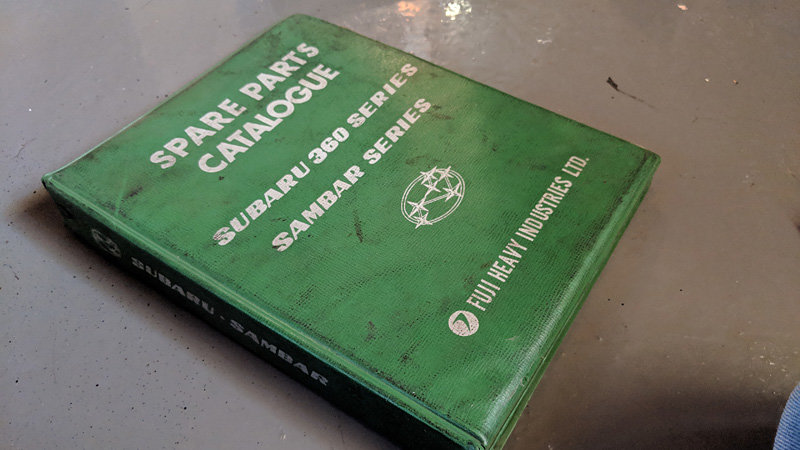 SPARE PARTS
CATALOGUE
SUBARU 360 SERIES
SAMBAR SERIES
FUJI HEAVY INDUSTRIES LTD.
SUBARU · SAMBAR